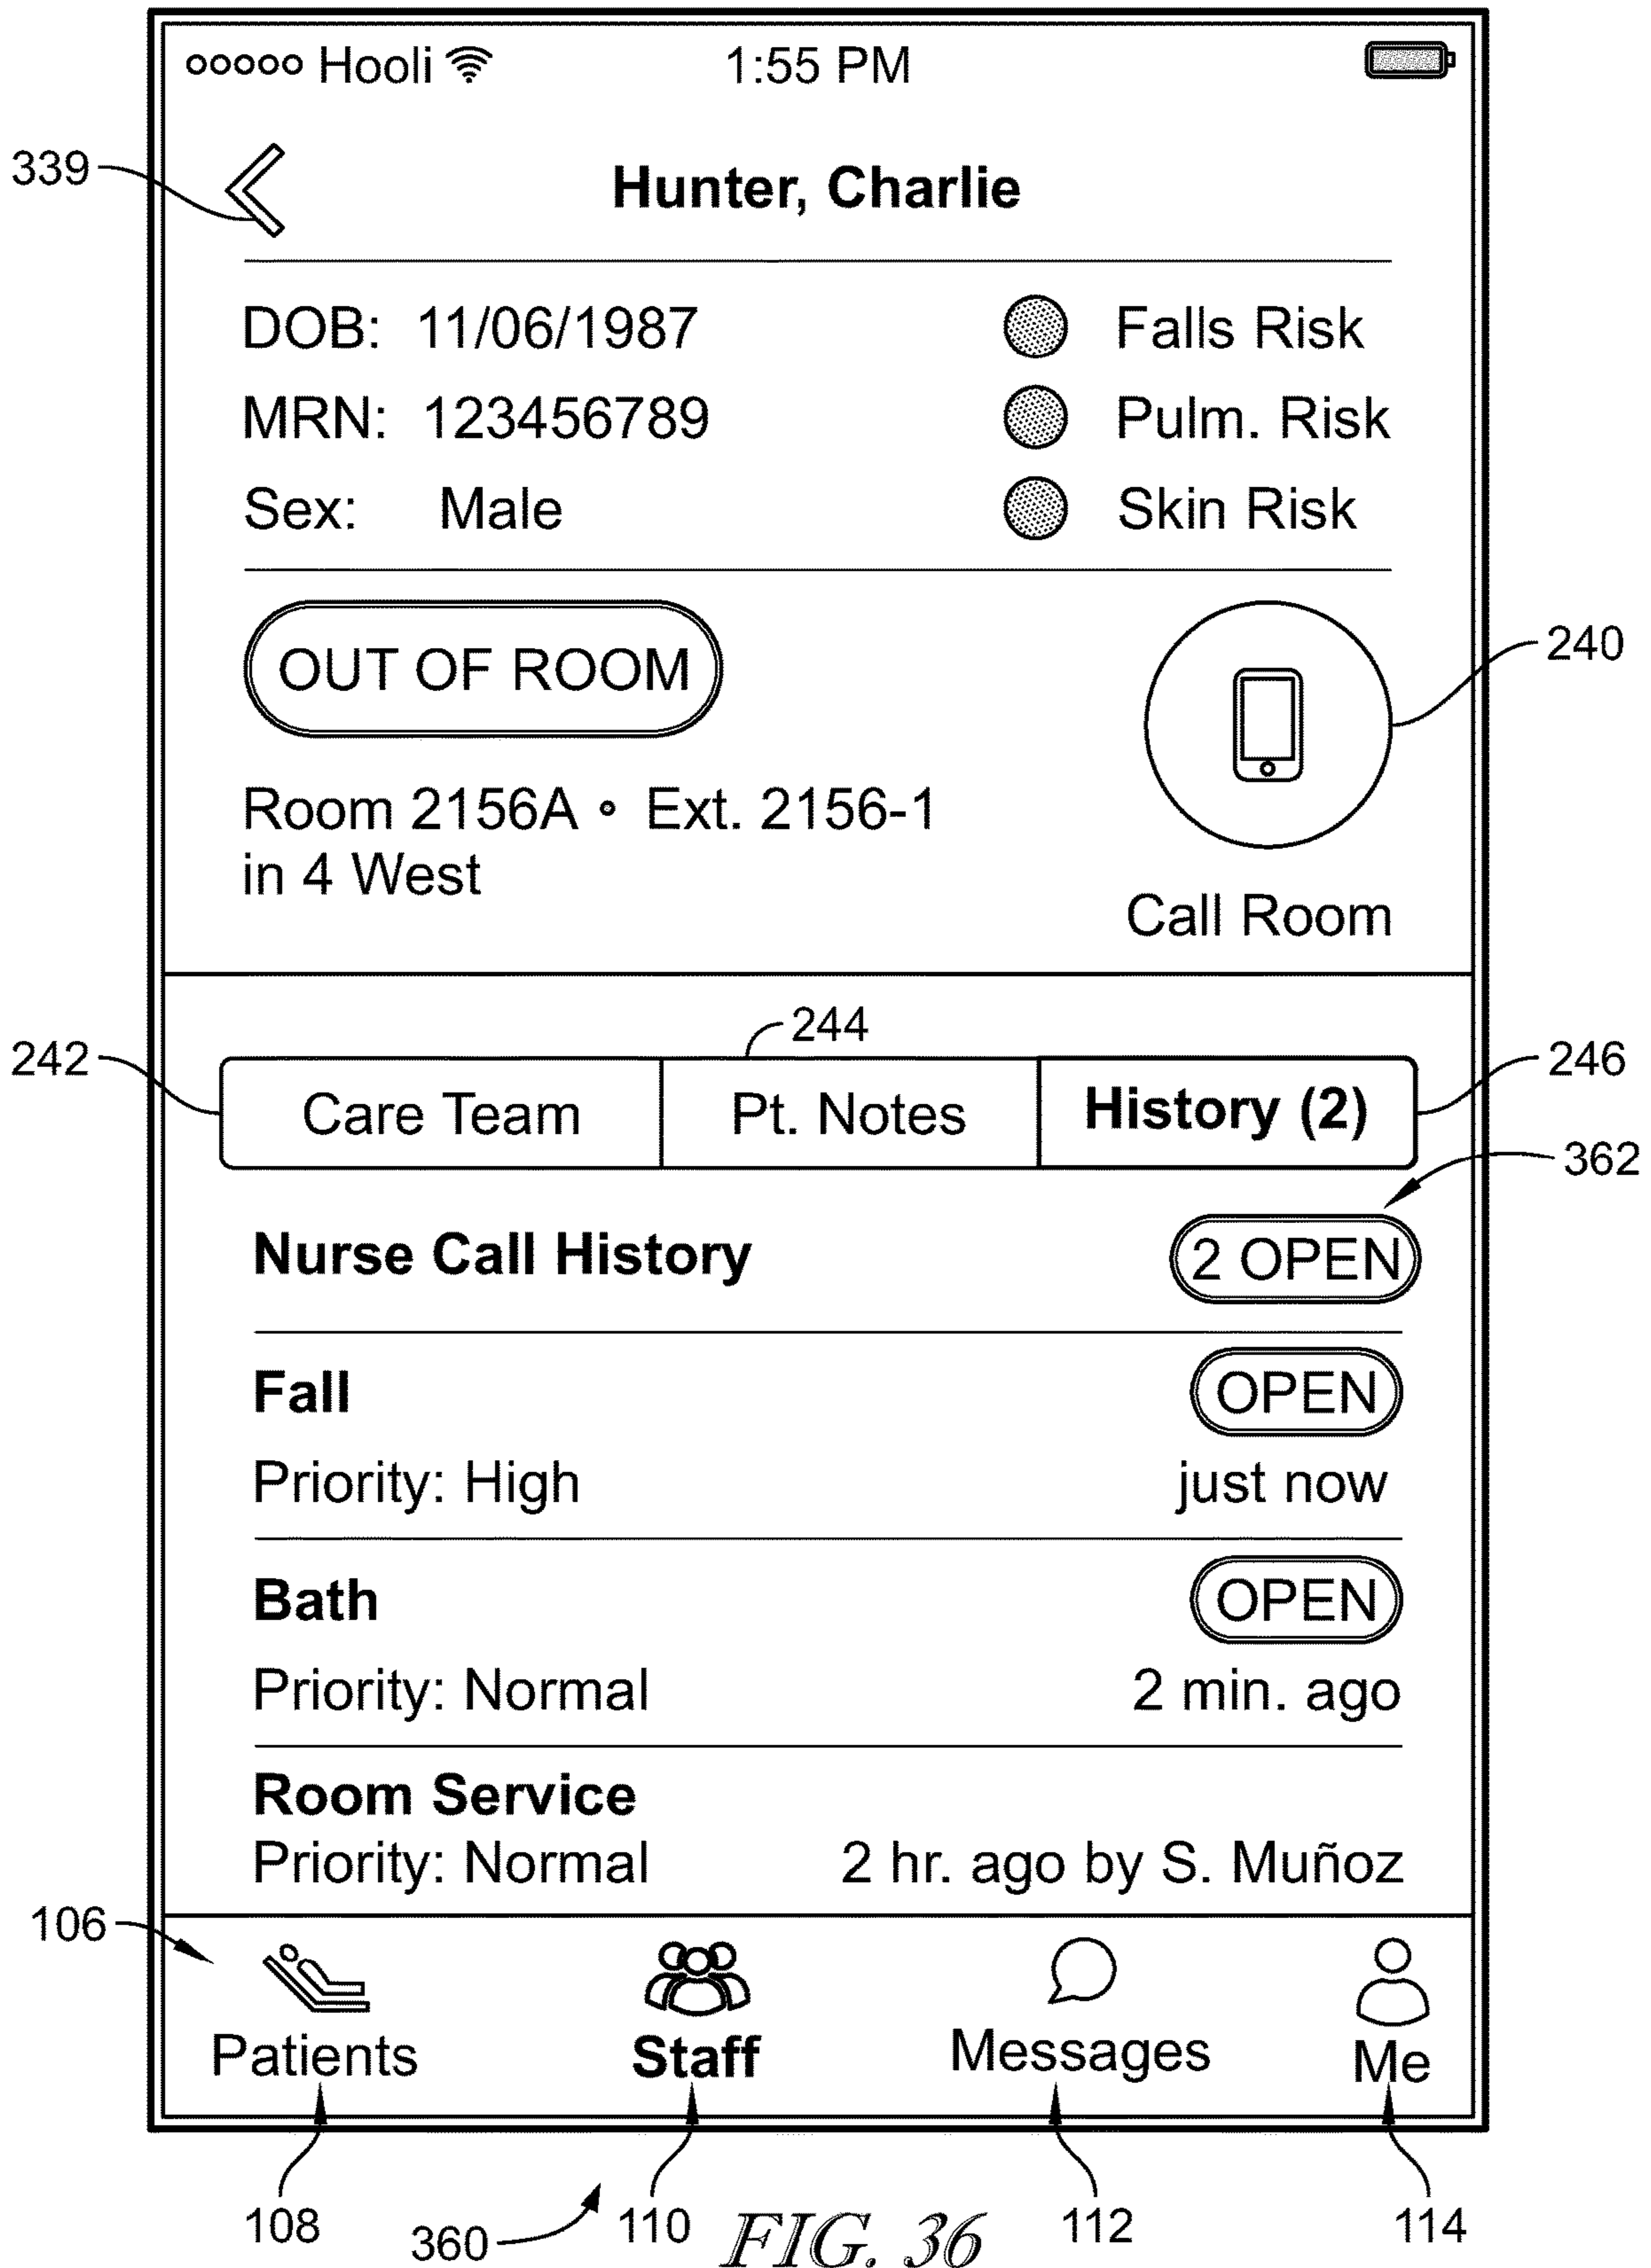 Hooli 1:55 PM
339
Hunter, Charlie
DOB: 11/06/1987 Falls Risk
MRN: 123456789 Pulm. Risk
Sex: Male Skin Risk
OUT OF ROOM
240
Room 2156A • Ext. 2156-1
in 4 West
Call Room
244
242 Care Team Pt. Notes History (2) 246
362
Nurse Call History 2 OPEN
Fall OPEN
Priority: High just now
Bath OPEN
Priority: Normal 2 min. ago
Room Service
Priority: Normal 2 hr. ago by S. Muñoz
106
Patients Staff Messages Me
108 360 110 FIG. 36 112 114